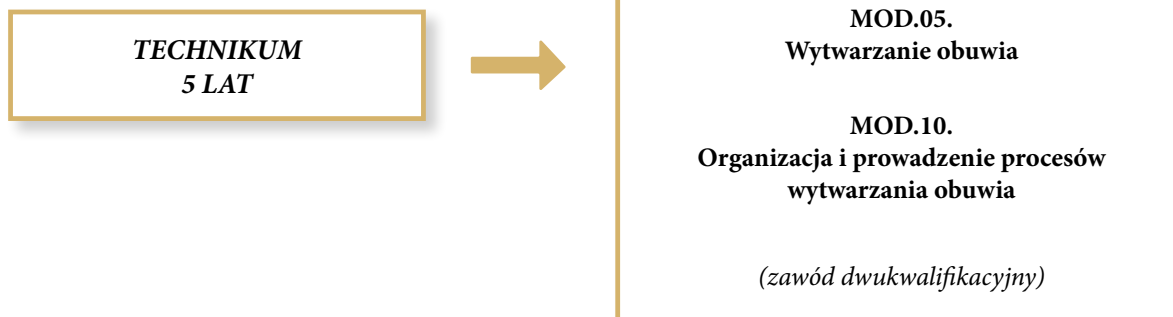 TECHNIKUM
5 LAT
MOD.05.
Wytwarzanie obuwia
MOD.10.
Organizacja i prowadzenie procesów
wytwarzania obuwia
(zawód dwukwalifikacyjny)